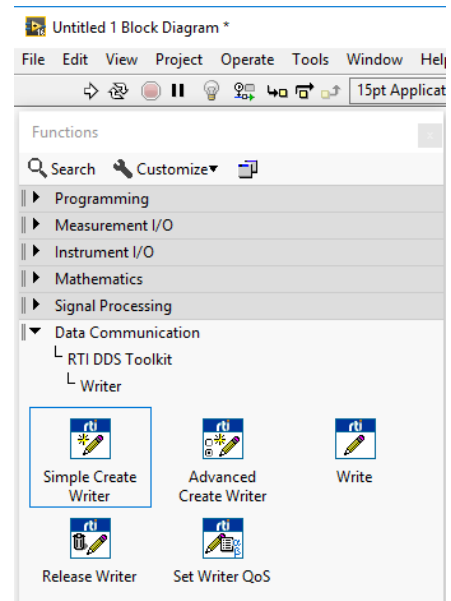 Untitled 1 Block Diagram *
File Edit View Project Operate Tools Window
15pt
Functions
Search Customize
Programming
Measurement I/O
Instrument I/O
Mathematics
Signal Processing
Data Communication
RTI DDS Toolkit
Writer
rti rti rti
Simple Create Advanced Write
Writer Create Writer
rti rti
Release Writer Set Writer QoS